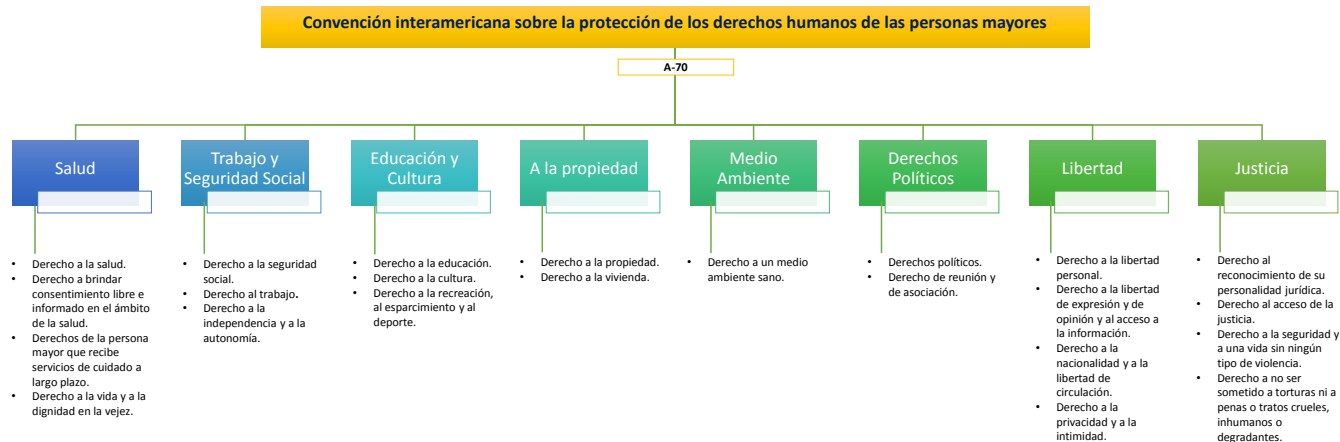 Convención interamericana sobre la protección de los derechos humanos de las personas mayores
A-70
Salud
• Derecho a la salud.
• Derecho a brindar
consentimiento libre e
informado en el ámbito
de la salud.
• Derechos de la persona
mayor que recibe
servicios de cuidado a
largo plazo.
• Derecho a la vida y a la
dignidad en la vejez.
Trabajo y
Seguridad Social
• Derecho a la seguridad
social.
• Derecho al trabajo.
• Derecho a la
independencia y a la
autonomía.
Educación y
Cultura
• Derecho a la educación.
• Derecho a la cultura.
• Derecho a la recreación,
al esparcimiento y al
deporte.
A la propiedad
• Derecho a la propiedad.
• Derecho a la vivienda.
Medio
Ambiente
• Derecho a un medio
ambiente sano.
Derechos
Políticos
• Derechos políticos.
• Derecho de reunión y
de asociación.
Libertad
• Derecho a la libertad
personal.
• Derecho a la libertad
de expresión y de
opinión y al acceso a
la información.
• Derecho a la
nacionalidad y a la
libertad de
circulación.
• Derecho a la
privacidad y a la
intimidad.
Justicia
• Derecho al
reconocimiento de su
personalidad jurídica.
• Derecho al acceso de la
justicia.
• Derecho a la seguridad y
a una vida sin ningún
tipo de violencia.
• Derecho a no ser
sometido a torturas ni a
penas o tratos crueles,
inhumanos o
degradantes.